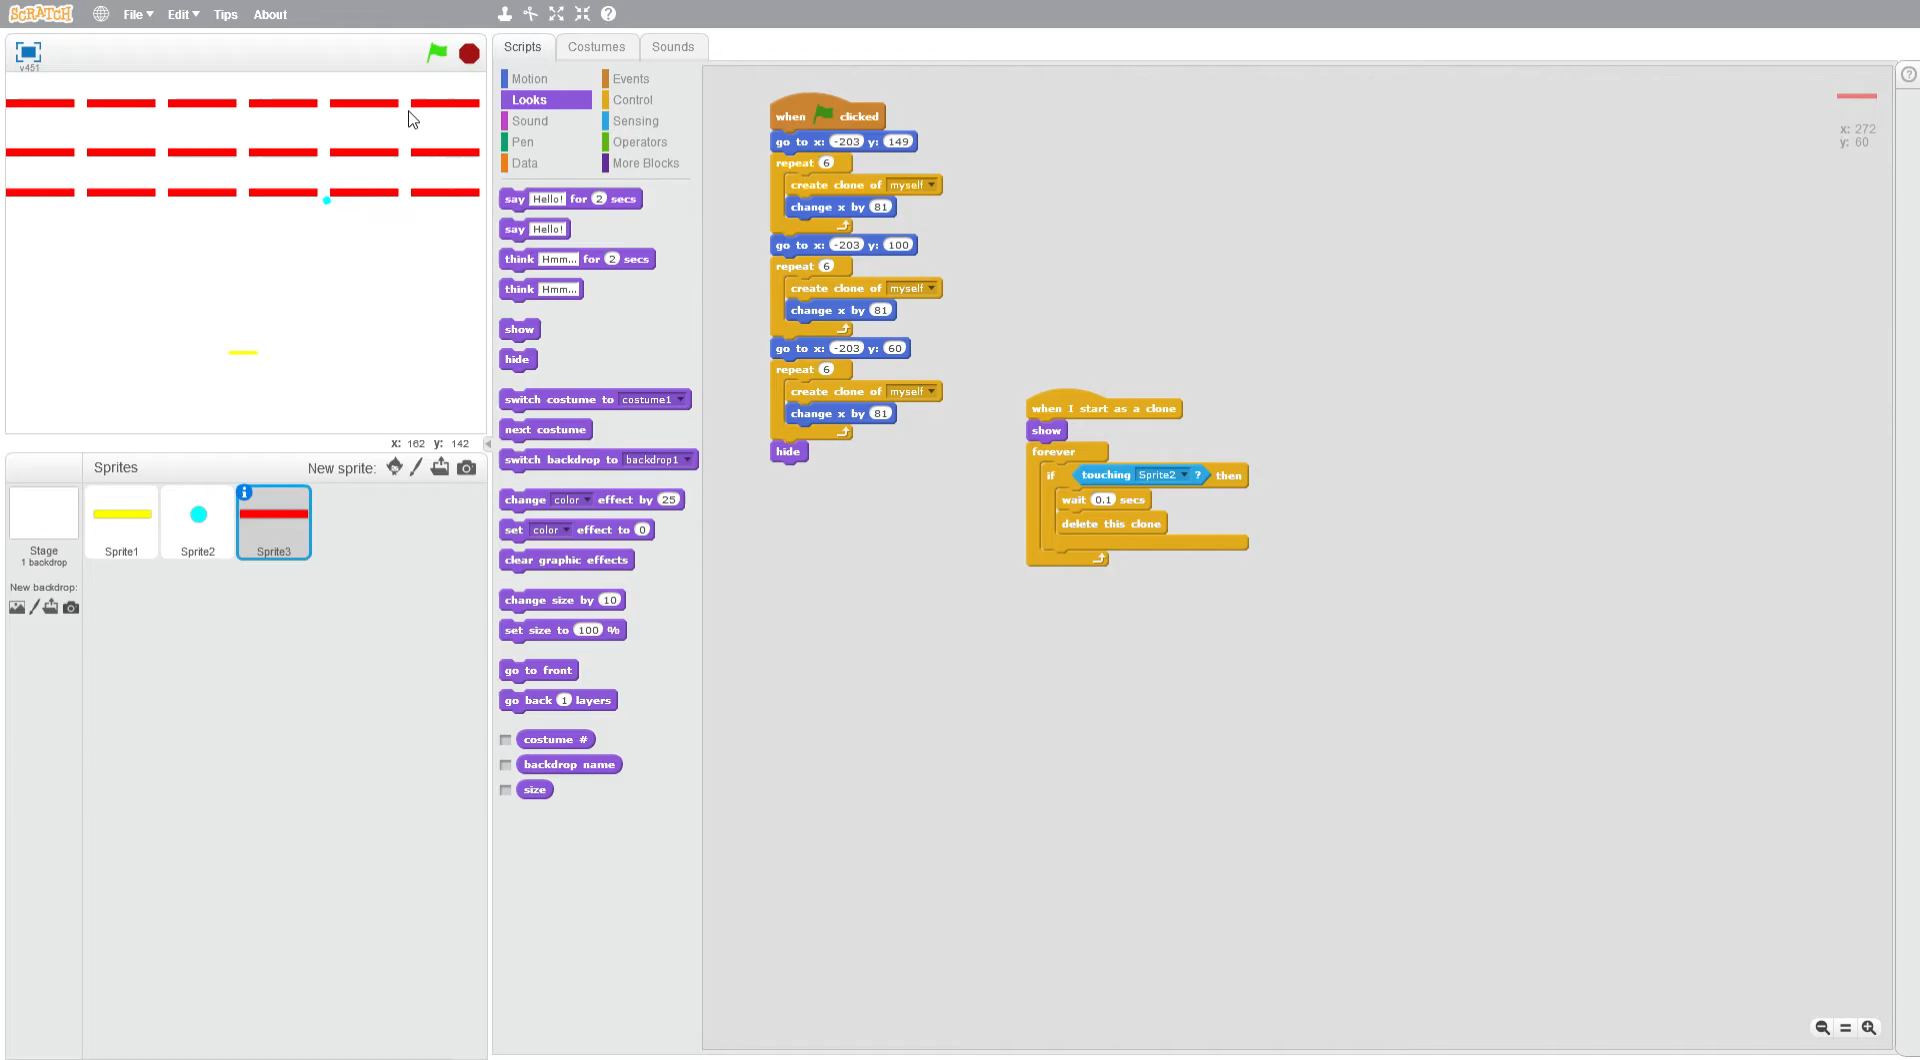 SCRATCH File Edit Tips About
v451
x: 162 y: 142
Sprites New sprite:
Stage
1 backdrop
New backdrop:
Sprite1 Sprite2 Sprite3
Scripts Costumes Sounds
Motion Events
Looks Control
Sound Sensing
Pen Operators
Data More Blocks
say Hello! for 2 secs
say Hello!
think Hmm... for 2 secs
think Hmm...
show
hide
switch costume to costume1
next costume
switch backdrop to backdrop1
change color effect by 25
set color effect to 0
clear graphic effects
change size by 10
set size to 100 %
go to front
go back 1 layers
costume #
backdrop name
size
when clicked
go to x: -203 y: 149
repeat 6
create clone of myself
change x by 81
go to x: -203 y: 100
repeat 6
create clone of myself
change x by 81
go to x: -203 y: 60
repeat 6
create clone of myself
change x by 81
hide
when I start as a clone
show
forever
if touching Sprite2 ? then
wait 0.1 secs
delete this clone
x: 272
y: 60